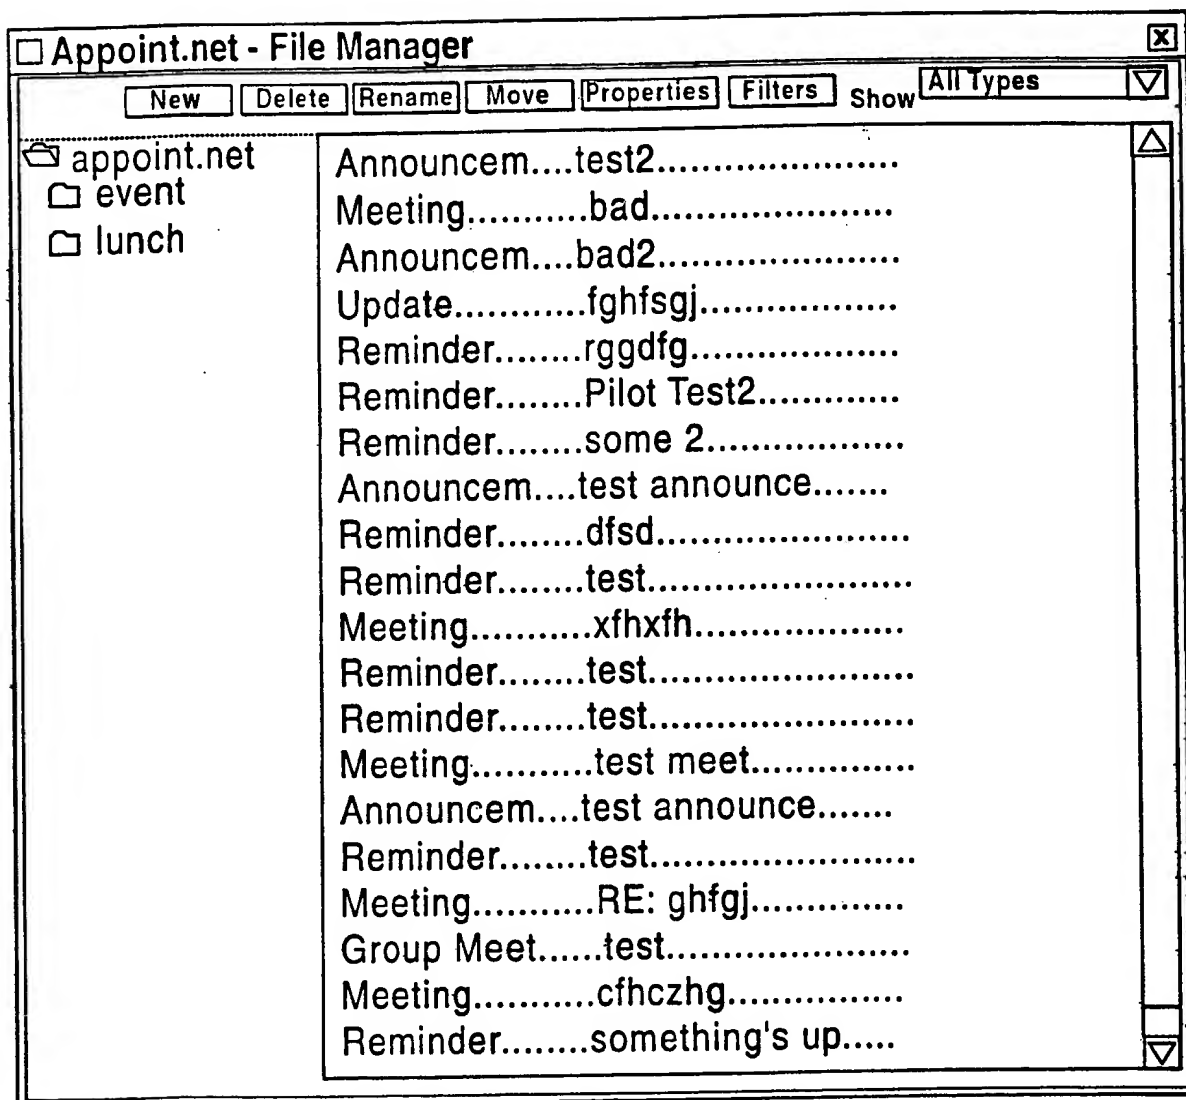 Appoint.net - File Manager
New Delete Rename Move Properties Filters Show All Types
appoint.net
event
lunch
Announcem....test2.......................
Meeting...........bad.......................
Announcem....bad2.......................
Update............fghfsgj...................
Reminder........rggdfg....................
Reminder........Pilot Test2.............
Reminder........some 2...................
Announcem....test announce.......
Reminder........dfsd........................
Reminder........test.........................
Meeting...........xfhxfh....................
Reminder........test.........................
Reminder........test.........................
Meeting...........test meet...............
Announcem....test announce.......
Reminder........test.........................
Meeting...........RE: ghfgj..............
Group Meet......test.......................
Meeting...........cfhczhg.................
Reminder........something's up.....